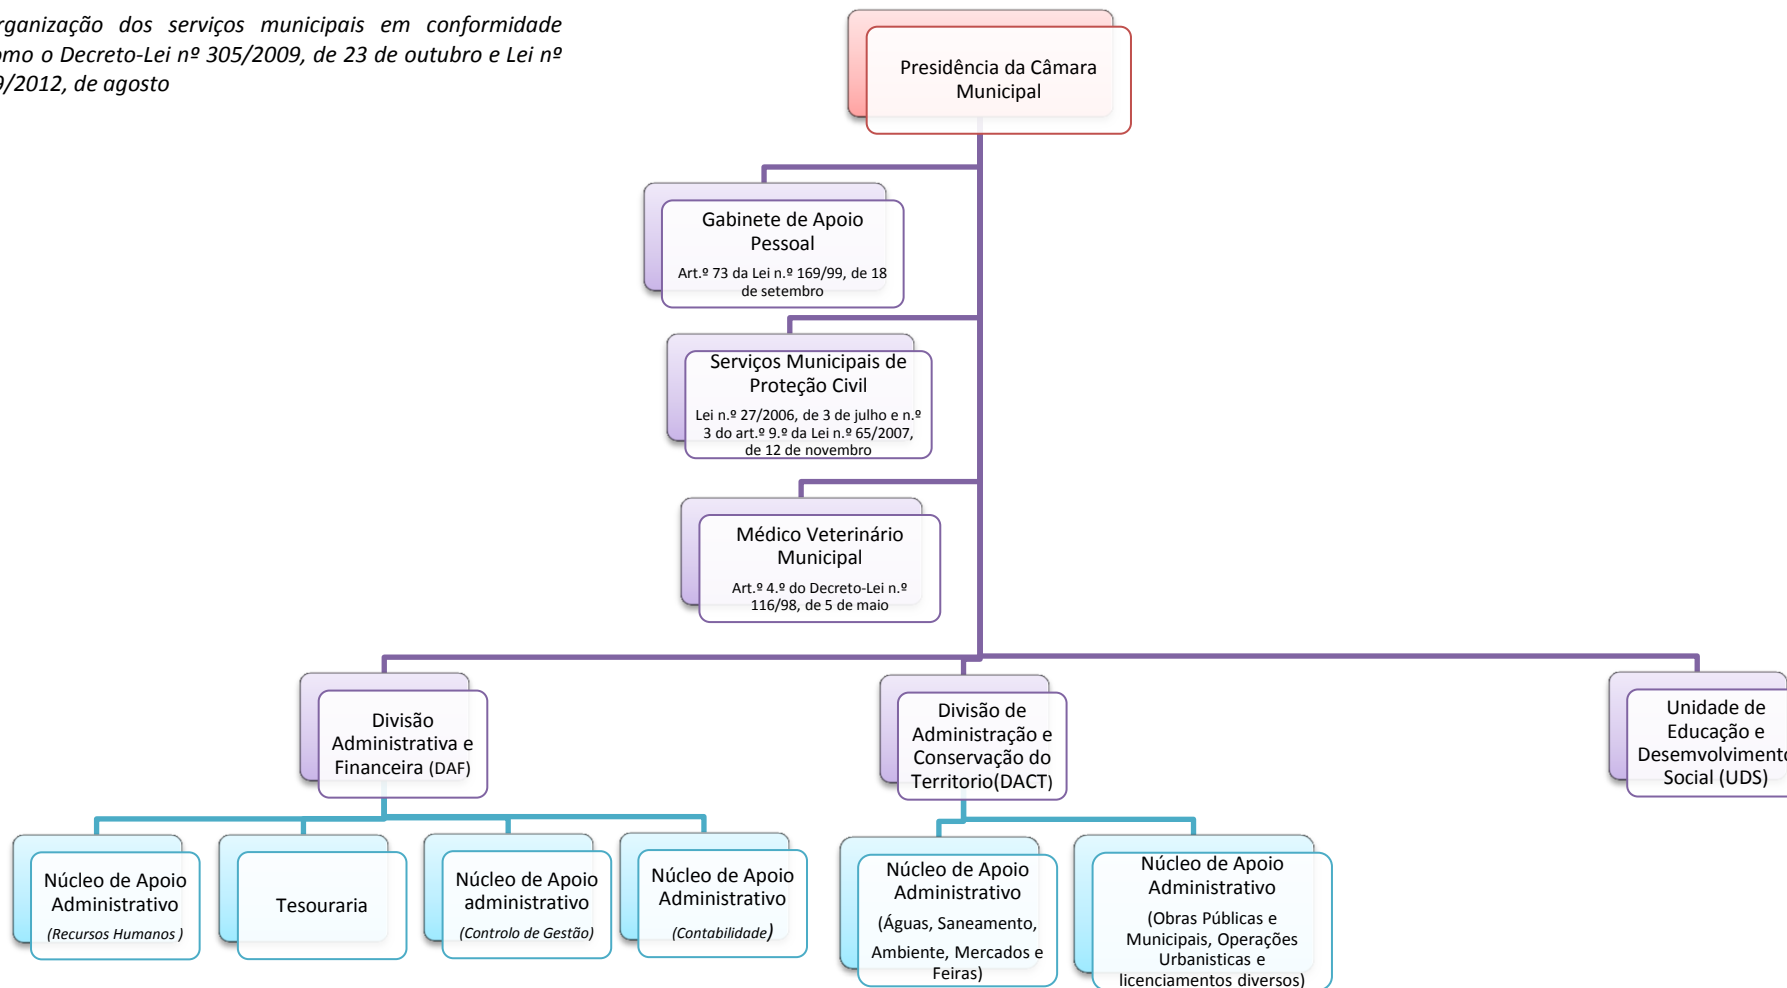 rganização dos serviços municipais em conformidade
omo o Decreto-Lei nº 305/2009, de 23 de outubro e Lei nº
9/2012, de agosto
Presidência da Câmara
Municipal
Gabinete de Apoio
Pessoal
Art.º 73 da Lei n.º 169/99, de 18
de setembro
Serviços Municipais de
Proteção Civil
Lei n.º 27/2006, de 3 de julho e n.º
3 do art.º 9.º da Lei n.º 65/2007,
de 12 de novembro
Médico Veterinário
Municipal
Art.º 4.º do Decreto-Lei n.º
116/98, de 5 de maio
Divisão
Administrativa e
Financeira (DAF)
Divisão de
Administração e
Conservação do
Territorio(DACT)
Unidade de
Educação e
Desemvolvimento
Social (UDS)
Núcleo de Apoio
Administrativo
(Recursos Humanos )
Tesouraria
Núcleo de Apoio
administrativo
(Controlo de Gestão)
Núcleo de Apoio
Administrativo
(Contabilidade)
Núcleo de Apoio
Administrativo
(Águas, Saneamento,
Ambiente, Mercados e
Feiras)
Núcleo de Apoio
Administrativo
(Obras Públicas e
Municipais, Operações
Urbanisticas e
licenciamentos diversos)